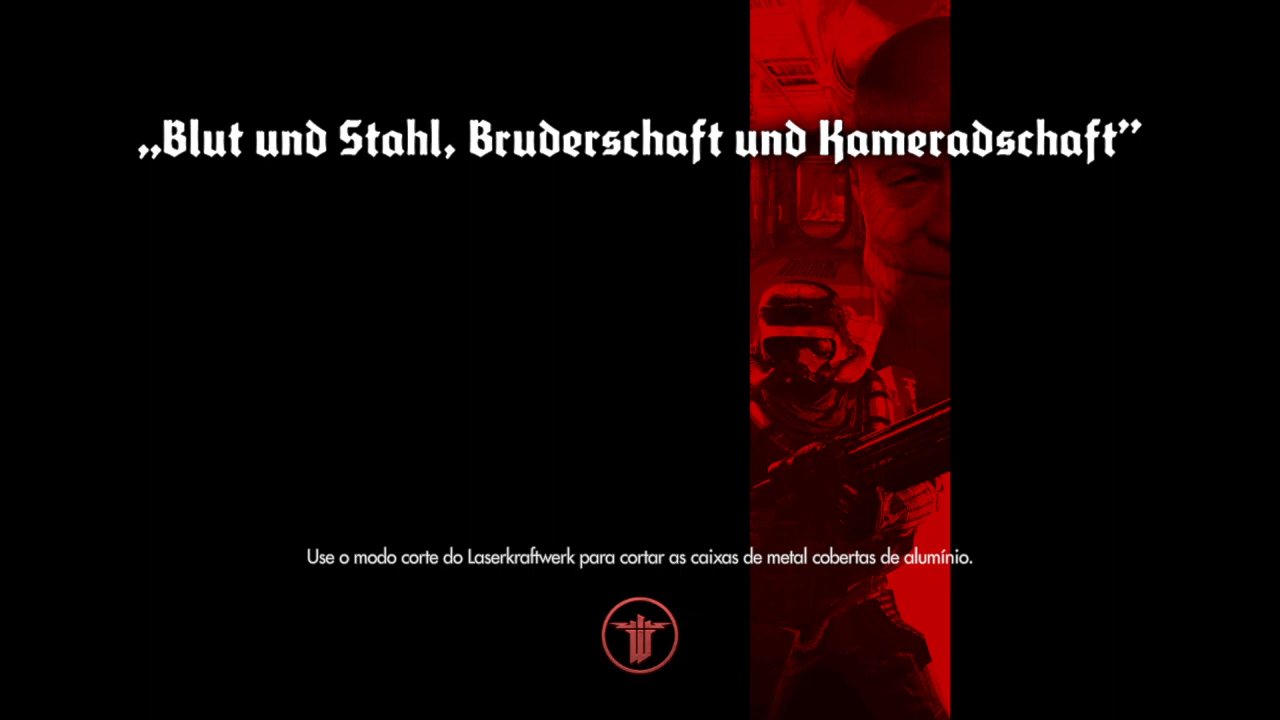 „Blut und Stahl, Bruderschaft und Kameradschaft”
Use o modo corte do Laserkraftwerk para cortar as caixas de metal cobertas de alumínio.